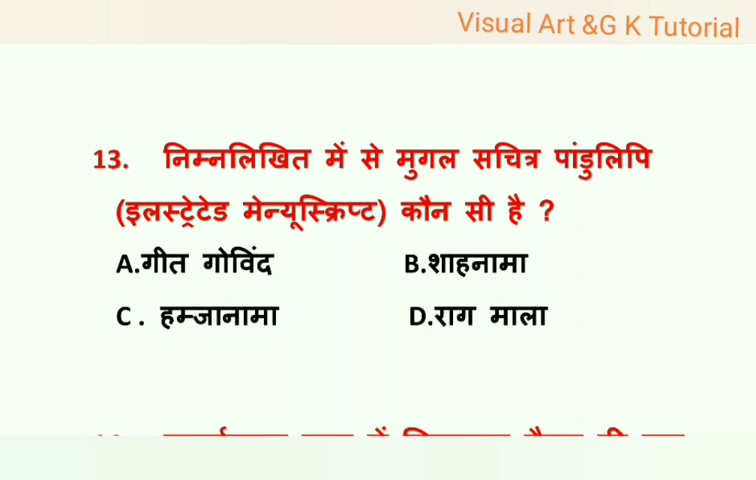 Visual Art &G K Tutorial
13. निम्नलिखित में से मुगल सचित्र पांडुलिपि
(इलस्ट्रेटेड मेन्यूस्क्रिप्ट) कौन सी है ?
A.गीत गोविंद B.शाहनामा
C . हम्जानामा D.राग माला